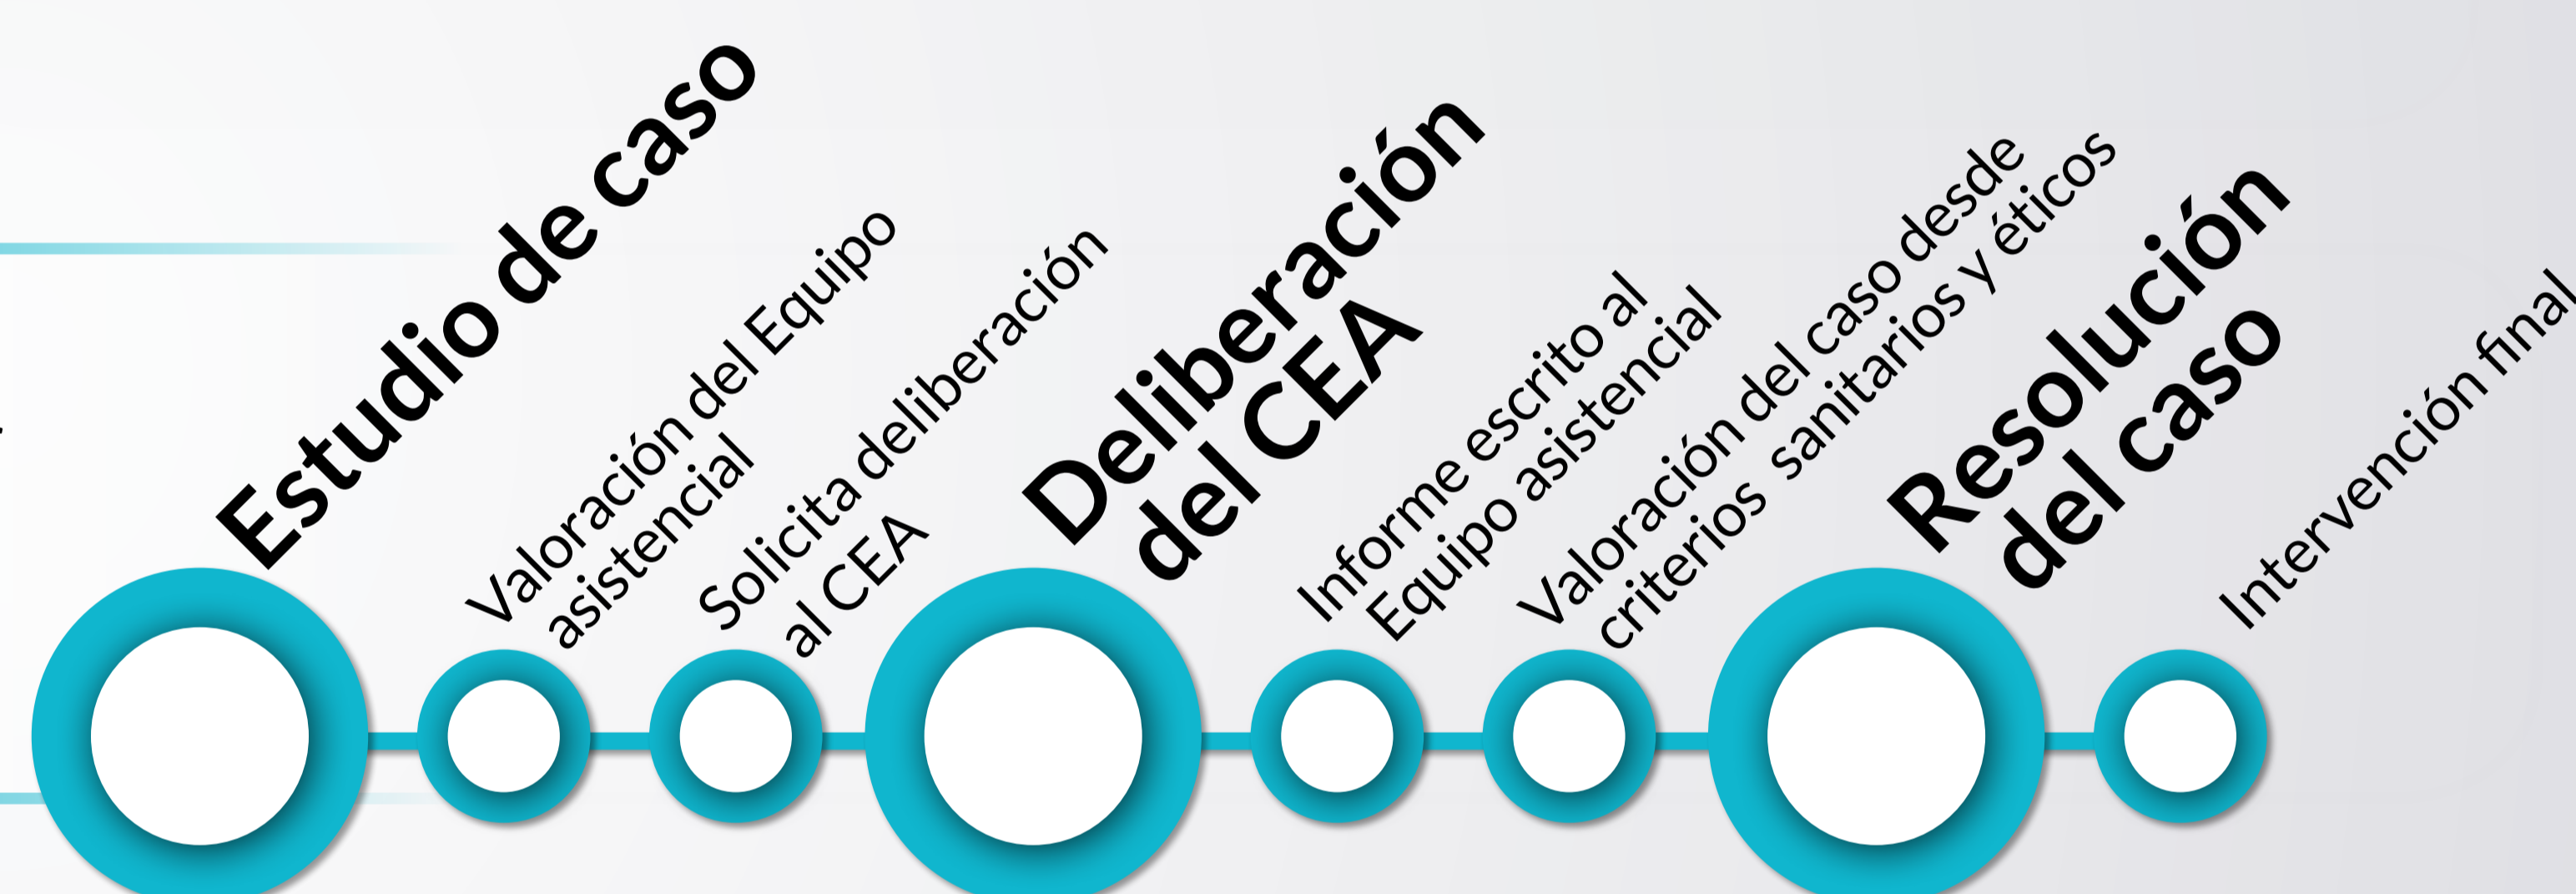 Estudio de caso
Valoración del Equipo
asistencial
Solicita deliberación
al CEA
Deliberación
del CEA
Informe escrito al
Equipo asistencial
Valoración del caso desde
criterios sanitarios y éticos
Resolución
del caso
Intervención final